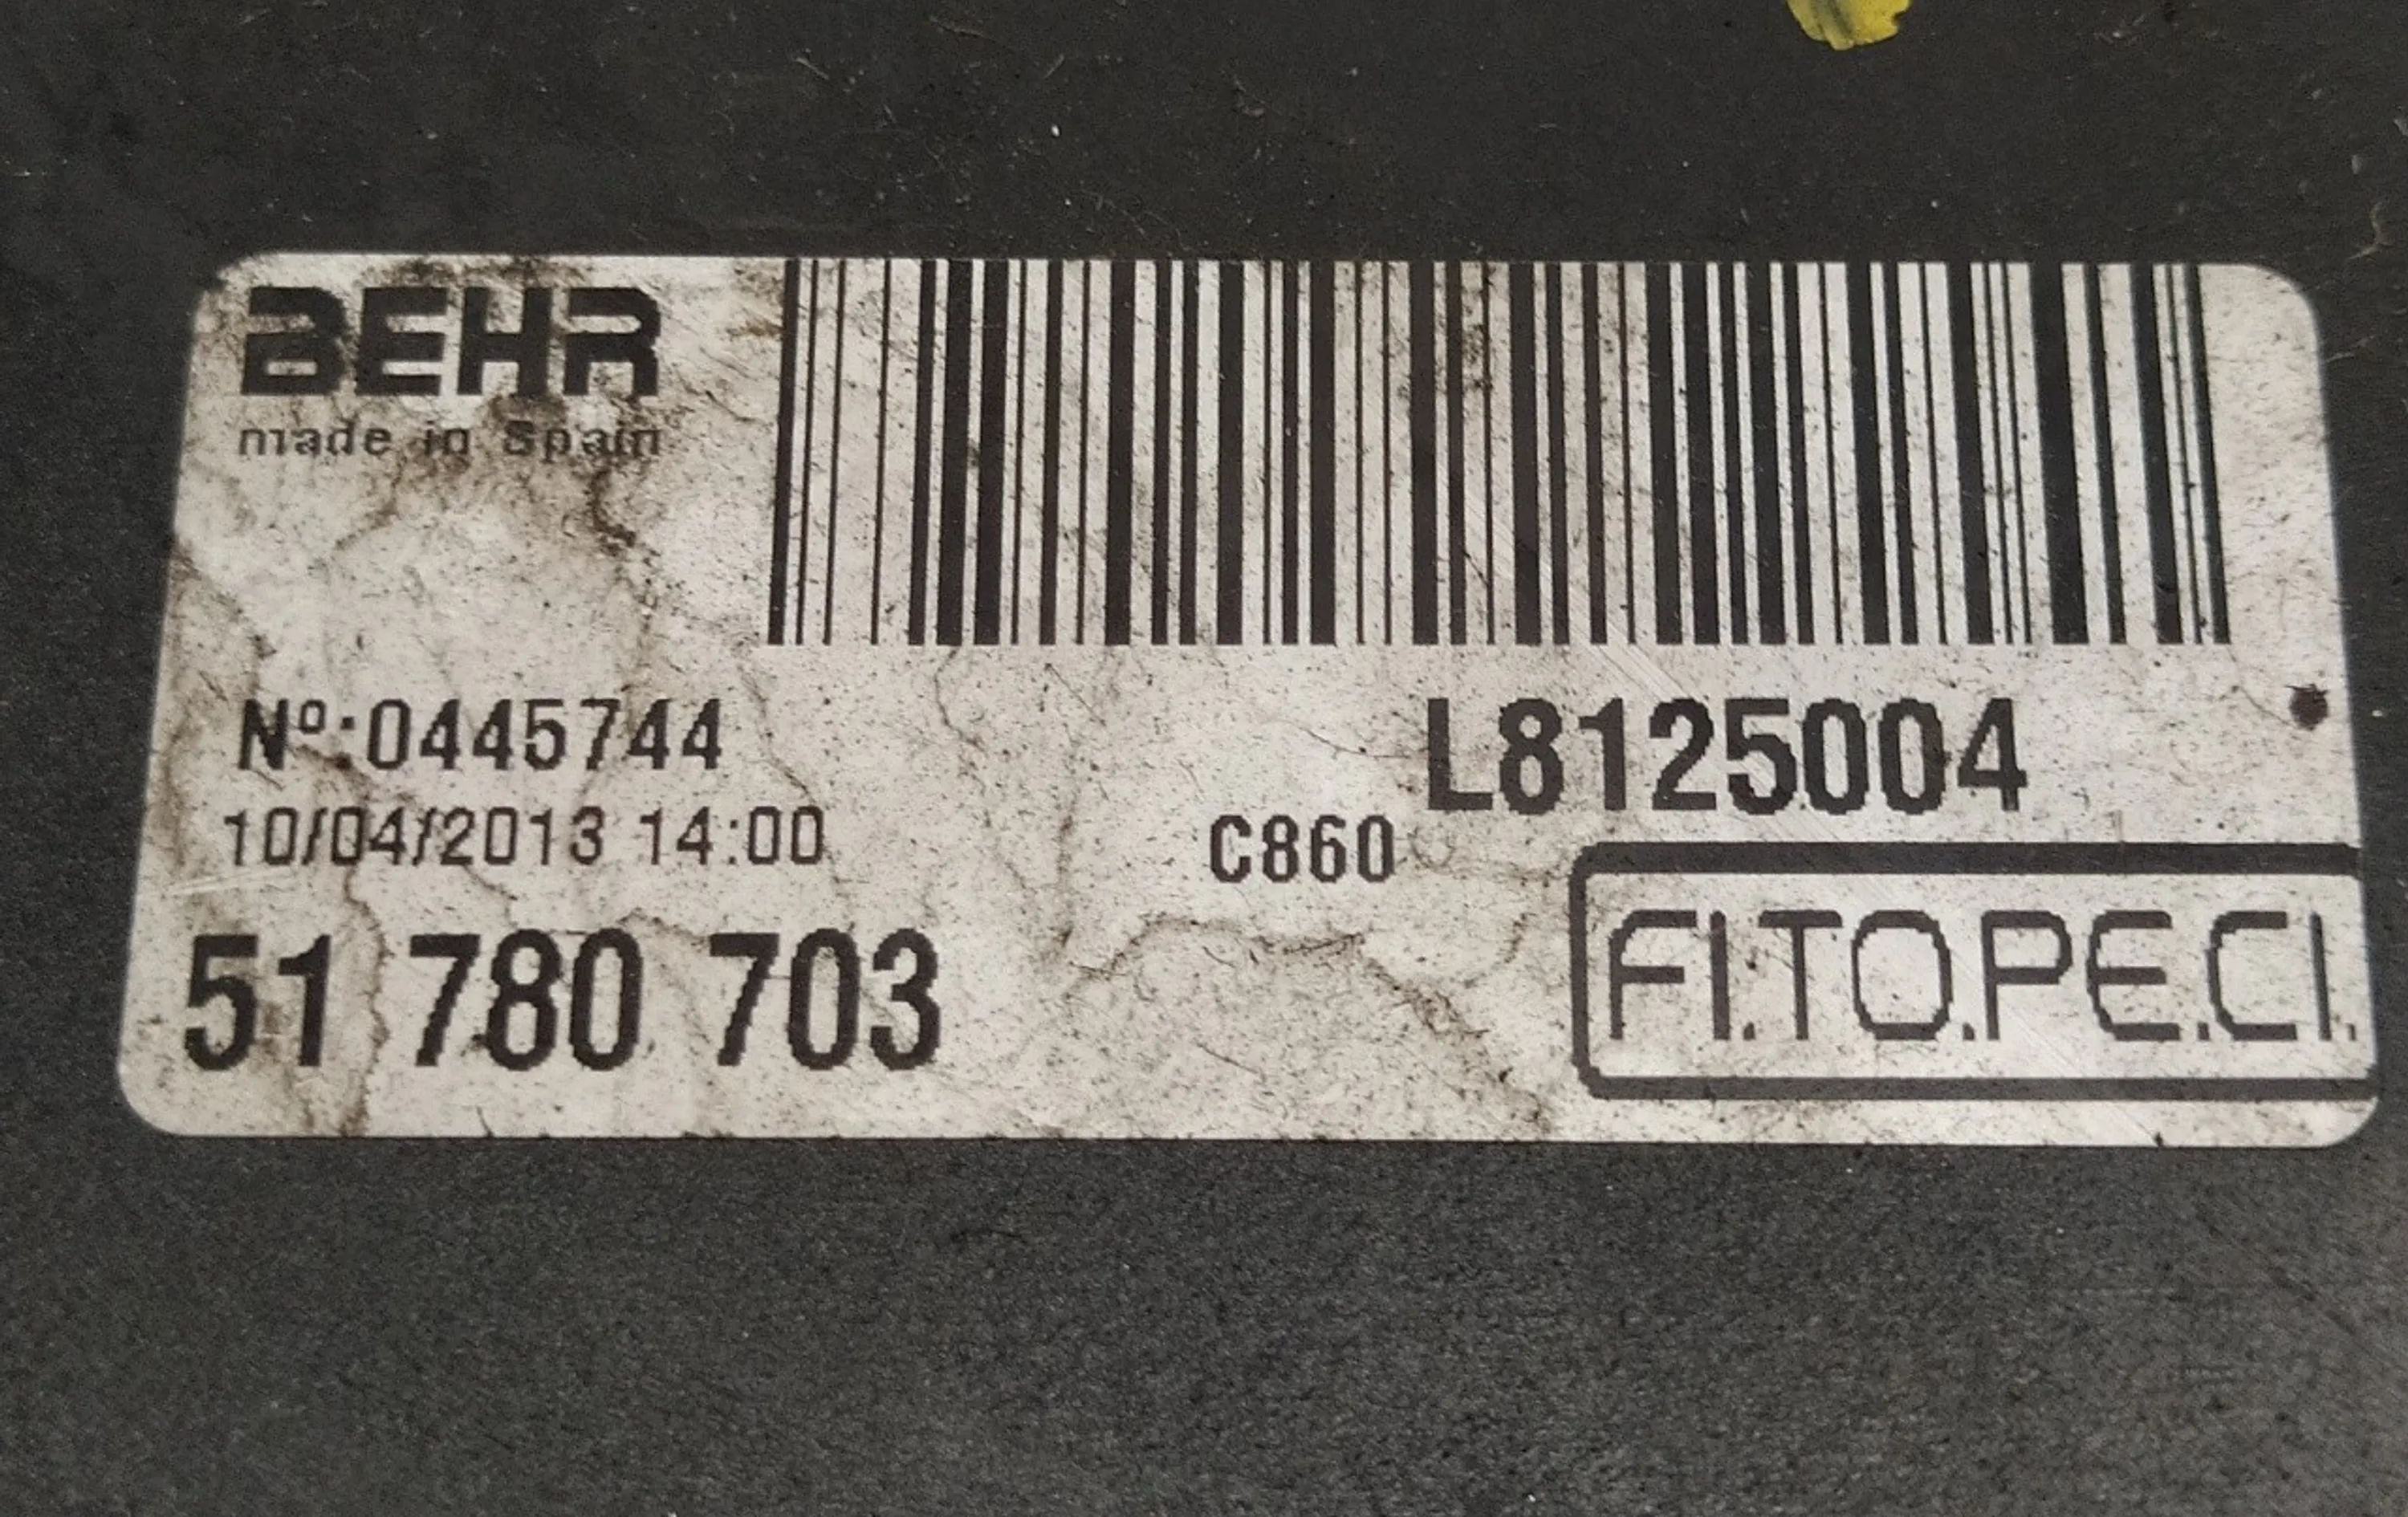 BEHR
made in Spain
Nº:0445744
L8125004
10/04/2013 14:00
C860
51 780 703
FI.TO.PE.CI.